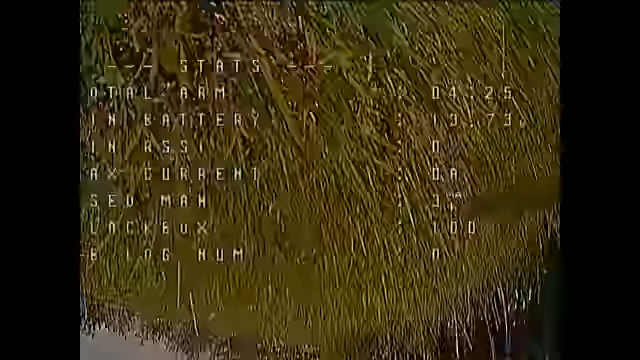 --- STATS ---
OTAL ARM : 04:25
IN BATTERY : 13.73
IN RSSI : 0
AX CURRENT : 0A
SED MAH : 3
LACKBOX : 100
B LOG NUM : 0